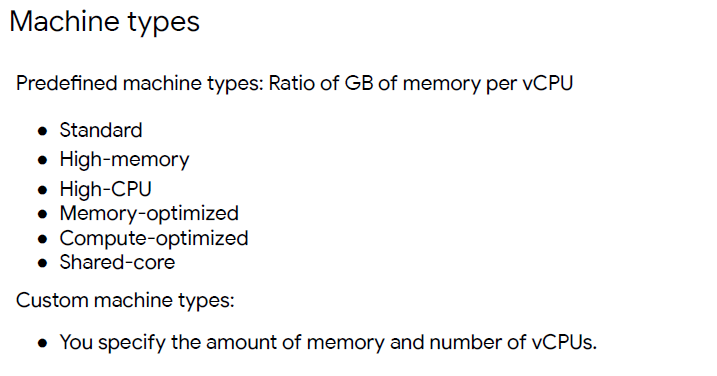 Machine types
Predefined machine types: Ratio of GB of memory per vCPU
● Standard
● High-memory
● High-CPU
● Memory-optimized
● Compute-optimized
● Shared-core
Custom machine types:
● You specify the amount of memory and number of vCPUs.